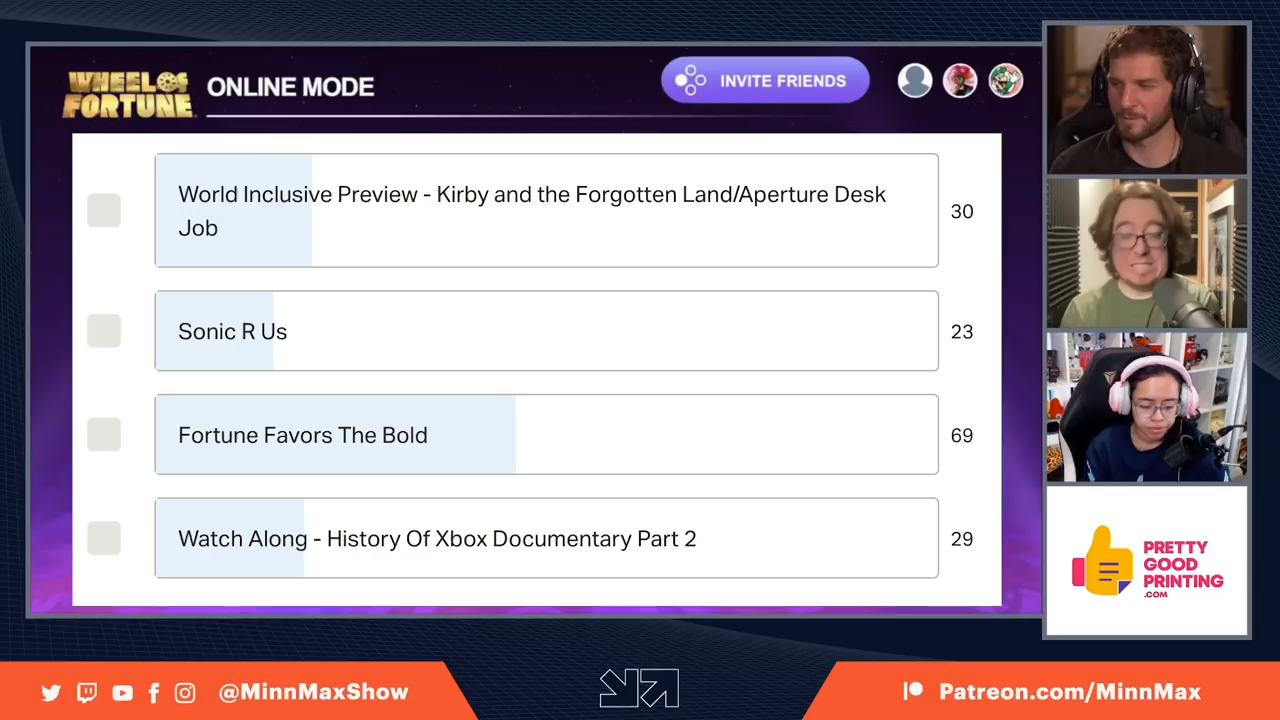 WHEEL OF
FORTUNE
ONLINE MODE
INVITE FRIENDS
World Inclusive Preview - Kirby and the Forgotten Land/Aperture Desk
Job
30
Sonic R Us
23
Fortune Favors The Bold
69
Watch Along - History Of Xbox Documentary Part 2
29
PRETTY
GOOD
PRINTING
.COM
@MinnMaxShow
Patreon.com/MinnMax